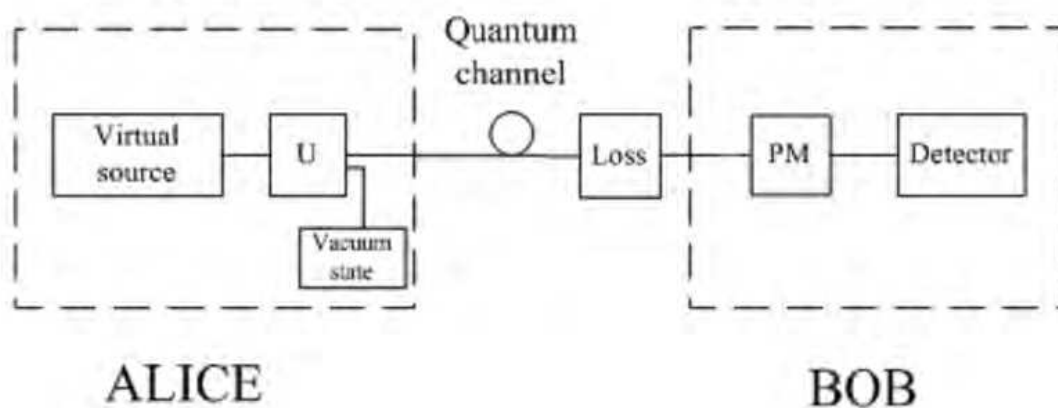 Quantum
channel
Virtual
source
U
Vacuum
state
Loss
PM
Detector
ALICE
BOB